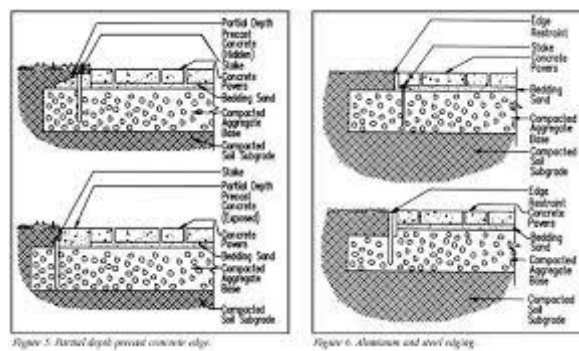 Partial Depth
Precast
Concrete
(Hidden)
Stake
Concrete
Pavers
Bedding Sand
Compacted
Aggregate
Base
Compacted
Soil Subgrade
Stake
Partial Depth
Precast
Concrete
(Exposed)
Concrete
Pavers
Bedding Sand
Compacted
Aggregate
Base
Compacted
Soil Subgrade
Figure 5. Partial depth precast concrete edge.
Edge
Restraint
Stake
Concrete
Pavers
Bedding
Sand
Compacted
Aggregate
Base
Compacted
Soil
Subgrade
Edge
Restraint
Concrete
Pavers
Bedding
Sand
Compacted
Aggregate
Base
Compacted
Soil
Subgrade
Figure 6. Aluminum and steel edging.